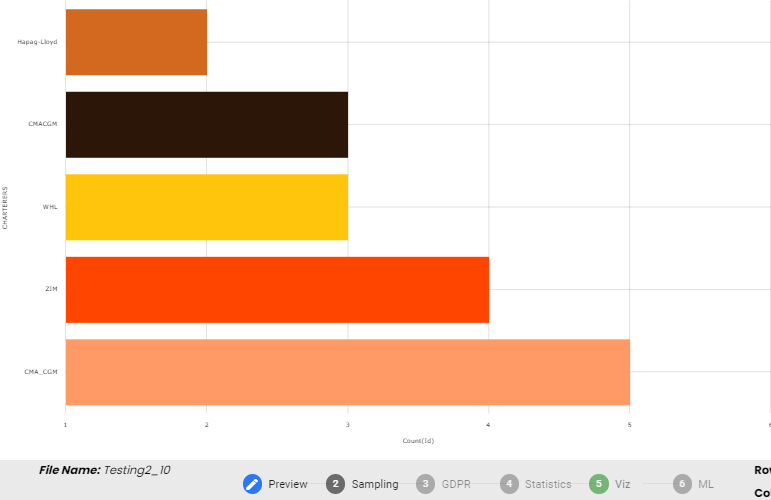 Hapag-Lloyd
CMACGM
CHARTERERS
WHL
ZIM
CMA_CGM
1 2 3 4 5 6
Count(Id)
File Name: Testing2_10
Preview 2 Sampling 3 GDPR 4 Statistics 5 Viz 6 ML